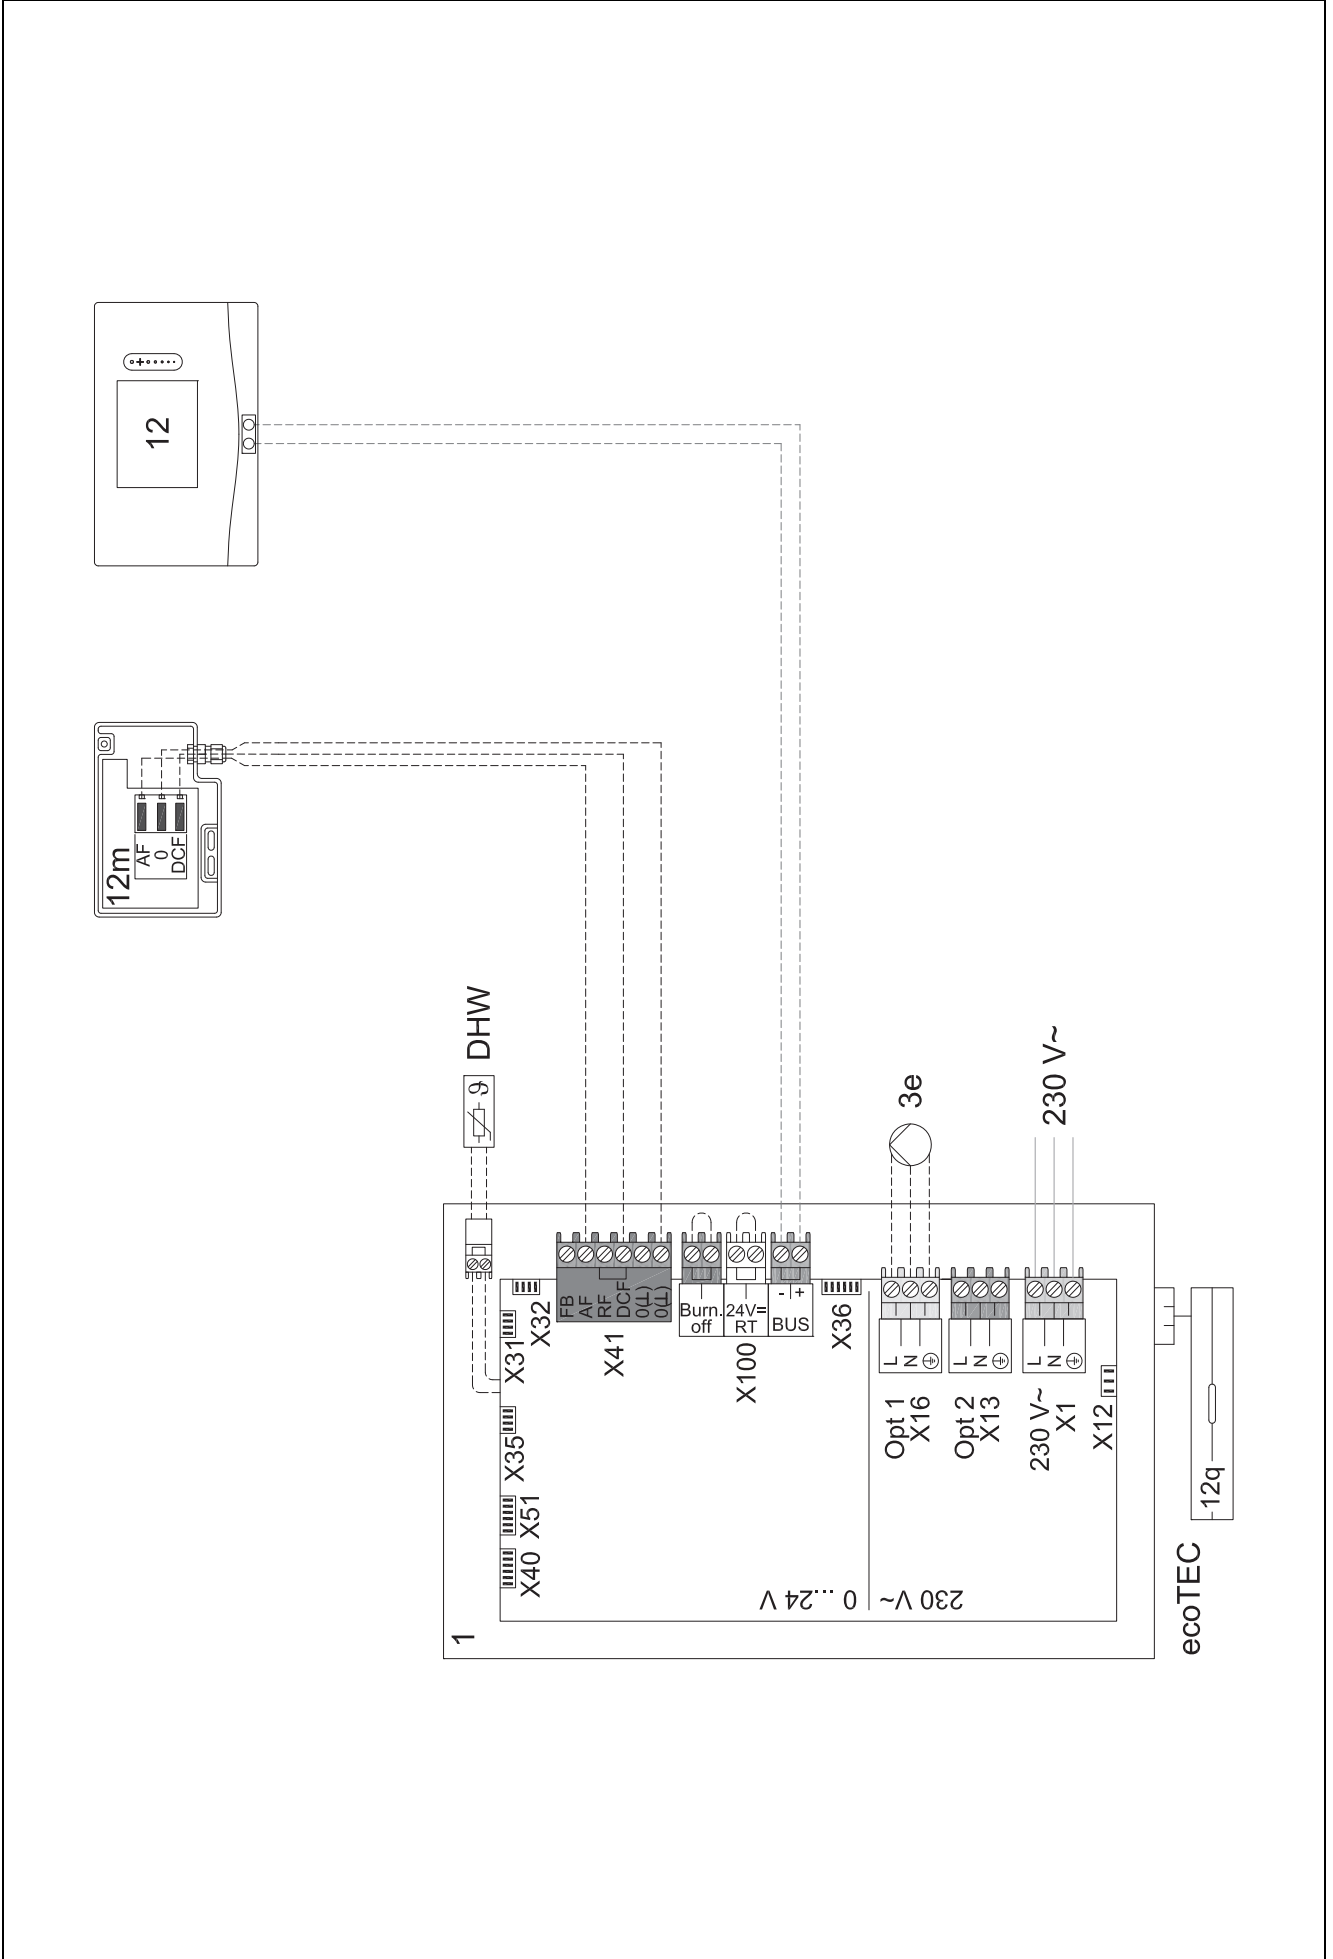 12
12m
AF
0
DCF
DHW
ϑ
1
X40
X51
X35
X31
X32
FB
AF
RF
DCF
0(⊥)
0(⊥)
X41
Burn.
off
24V=
RT
X100
- +
BUS
X36
0 ...24 V
230 V~
L
N
Opt 1
X16
3e
L
N
Opt 2
X13
L
N
230 V~
X1
230 V~
X12
12q
ecoTEC